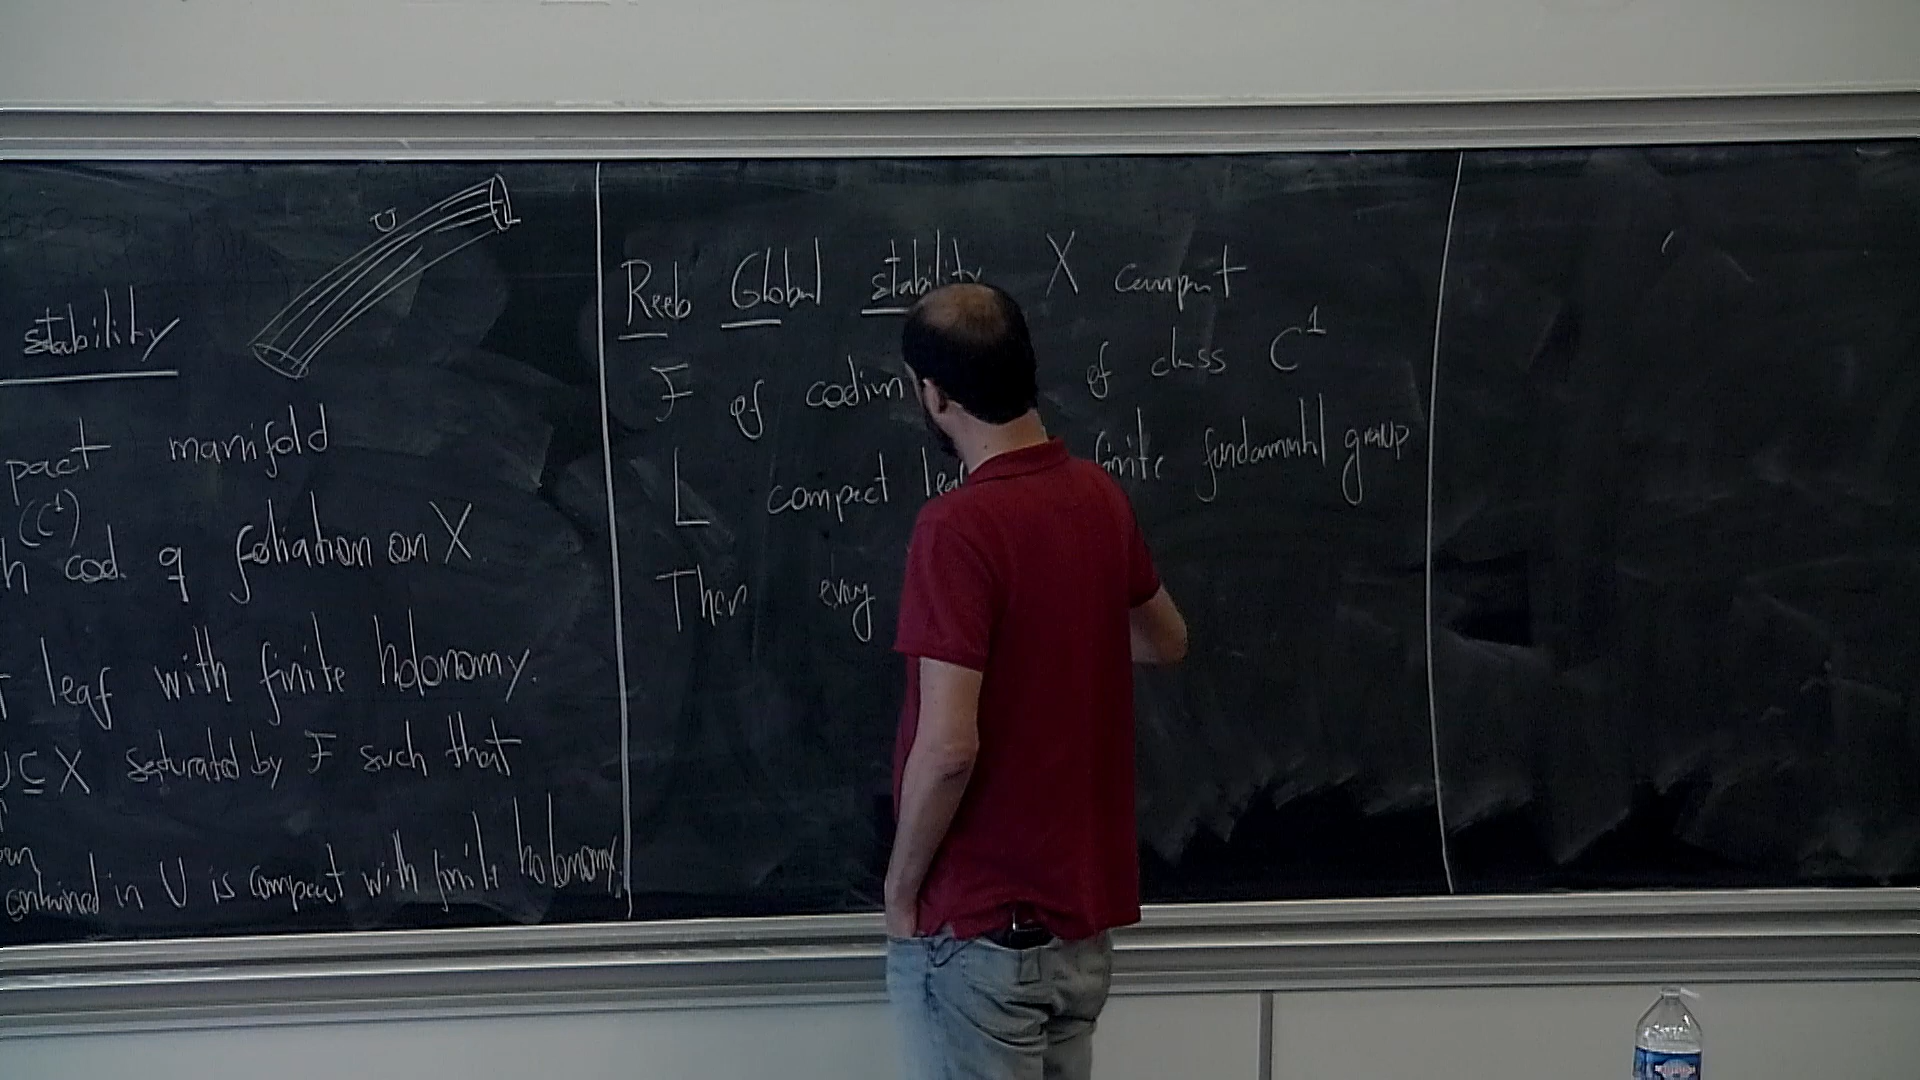 U
L
stability
pact manifold
(C¹)
h cod. q foliation on X
leaf with finite holonomy.
U ⊆ X saturated by F such that
contained in U is compact with finite holonomy.
Reeb Global stability X compact
F of codim of class C¹
L compact leaf finite fundamental group
Then every